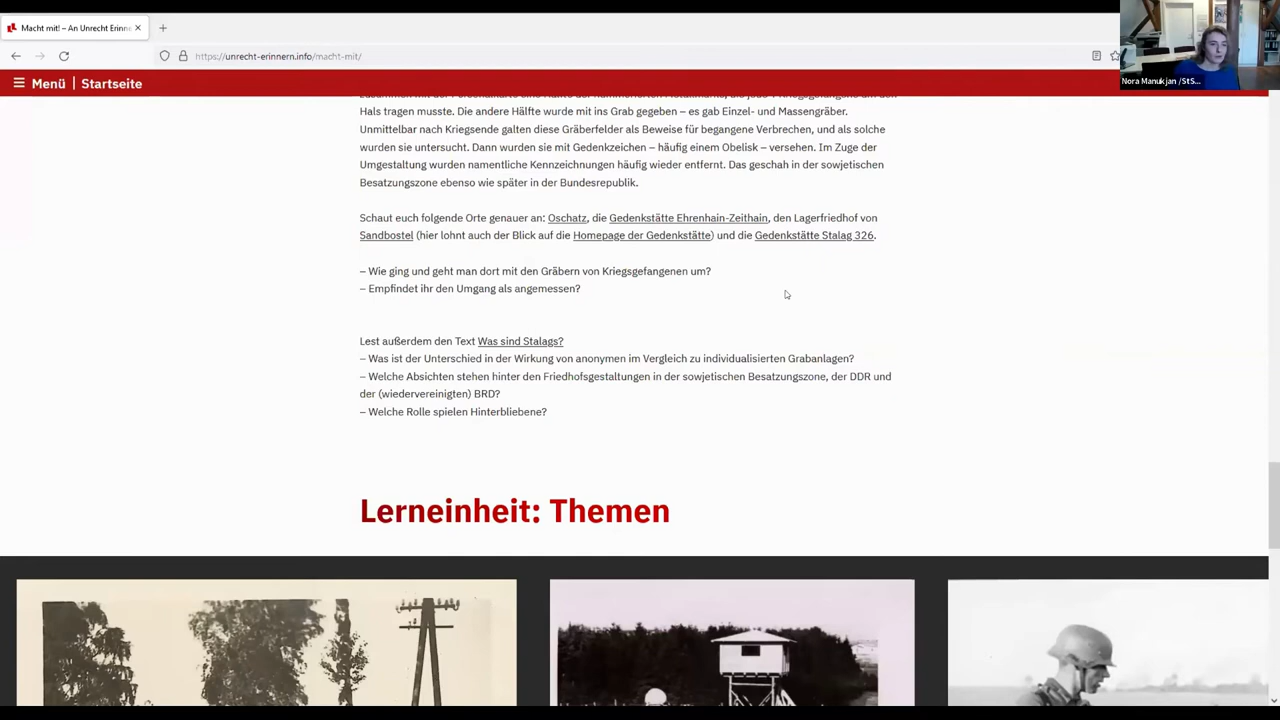 Macht mit! – An Unrecht Erinn
https://unrecht-erinnern.info/macht-mit/
Nora Manukjan /StS...
☰ Menü | Startseite
Hals tragen musste. Die andere Hälfte wurde mit ins Grab gegeben – es gab Einzel- und Massengräber.
Unmittelbar nach Kriegsende galten diese Gräberfelder als Beweise für begangene Verbrechen, und als solche
wurden sie untersucht. Dann wurden sie mit Gedenkzeichen – häufig einem Obelisk – versehen. Im Zuge der
Umgestaltung wurden namentliche Kennzeichnungen häufig wieder entfernt. Das geschah in der sowjetischen
Besatzungszone ebenso wie später in der Bundesrepublik.
Schaut euch folgende Orte genauer an: Oschatz, die Gedenkstätte Ehrenhain-Zeithain, den Lagerfriedhof von
Sandbostel (hier lohnt auch der Blick auf die Homepage der Gedenkstätte) und die Gedenkstätte Stalag 326.
– Wie ging und geht man dort mit den Gräbern von Kriegsgefangenen um?
– Empfindet ihr den Umgang als angemessen?
Lest außerdem den Text Was sind Stalags?
– Was ist der Unterschied in der Wirkung von anonymen im Vergleich zu individualisierten Grabanlagen?
– Welche Absichten stehen hinter den Friedhofsgestaltungen in der sowjetischen Besatzungszone, der DDR und
der (wiedervereinigten) BRD?
– Welche Rolle spielen Hinterbliebene?
Lerneinheit: Themen